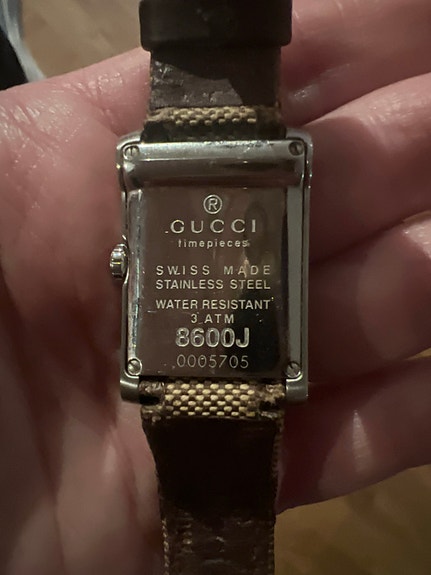 ®
GUCCI
timepieces
SWISS MADE
STAINLESS STEEL
WATER RESISTANT
3 ATM
8600J
0005705